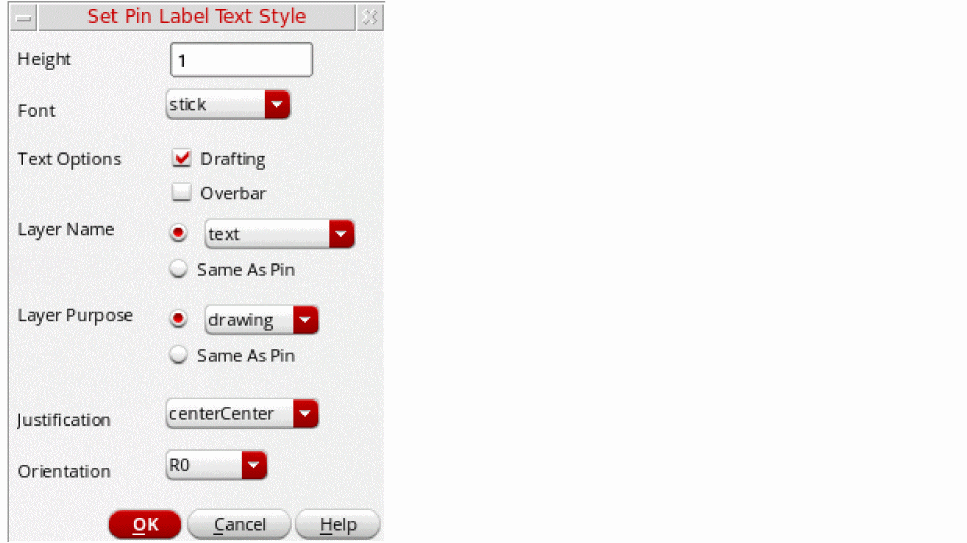 Set Pin Label Text Style
Height 1
Font stick
Text Options Drafting
Overbar
Layer Name text
Same As Pin
Layer Purpose drawing
Same As Pin
Justification centerCenter
Orientation R0
OK Cancel Help